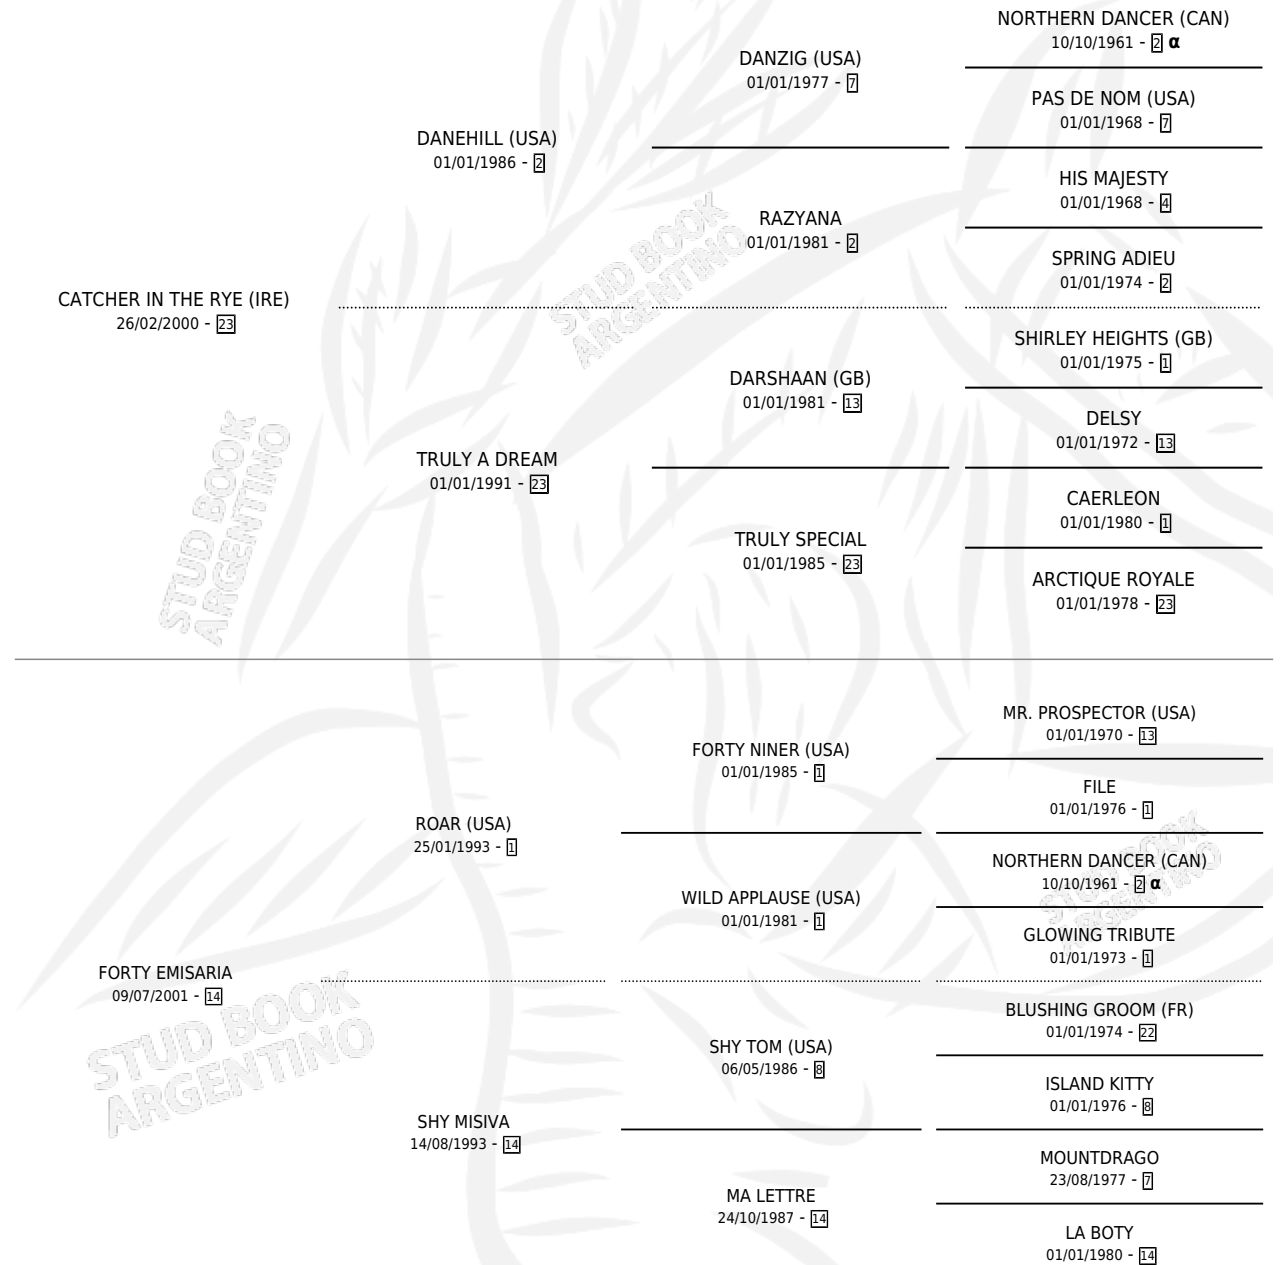 NORTHERN DANCER (CAN)
10/10/1961 - 2 α
DANZIG (USA)
01/01/1977 - 7
PAS DE NOM (USA)
01/01/1968 - 7
DANEHILL (USA)
01/01/1986 - 2
HIS MAJESTY
01/01/1968 - 4
RAZYANA
01/01/1981 - 2
SPRING ADIEU
01/01/1974 - 2
CATCHER IN THE RYE (IRE)
26/02/2000 - 23
SHIRLEY HEIGHTS (GB)
01/01/1975 - 1
DARSHAAN (GB)
01/01/1981 - 13
DELSY
01/01/1972 - 13
TRULY A DREAM
01/01/1991 - 23
CAERLEON
01/01/1980 - 1
TRULY SPECIAL
01/01/1985 - 23
ARCTIQUE ROYALE
01/01/1978 - 23
STUD BOOK
ARGENTINO
STUD BOOK
ARGENTINO
MR. PROSPECTOR (USA)
01/01/1970 - 13
FORTY NINER (USA)
01/01/1985 - 1
FILE
01/01/1976 - 1
ROAR (USA)
25/01/1993 - 1
NORTHERN DANCER (CAN)
10/10/1961 - 2 α
WILD APPLAUSE (USA)
01/01/1981 - 1
GLOWING TRIBUTE
01/01/1973 - 1
FORTY EMISARIA
09/07/2001 - 14
BLUSHING GROOM (FR)
01/01/1974 - 22
SHY TOM (USA)
06/05/1986 - 8
ISLAND KITTY
01/01/1976 - 8
SHY MISIVA
14/08/1993 - 14
MOUNTDRAGO
23/08/1977 - 7
MA LETTRE
24/10/1987 - 14
LA BOTY
01/01/1980 - 14
STUD BOOK
ARGENTINO
STUD BOOK
ARGENTINO